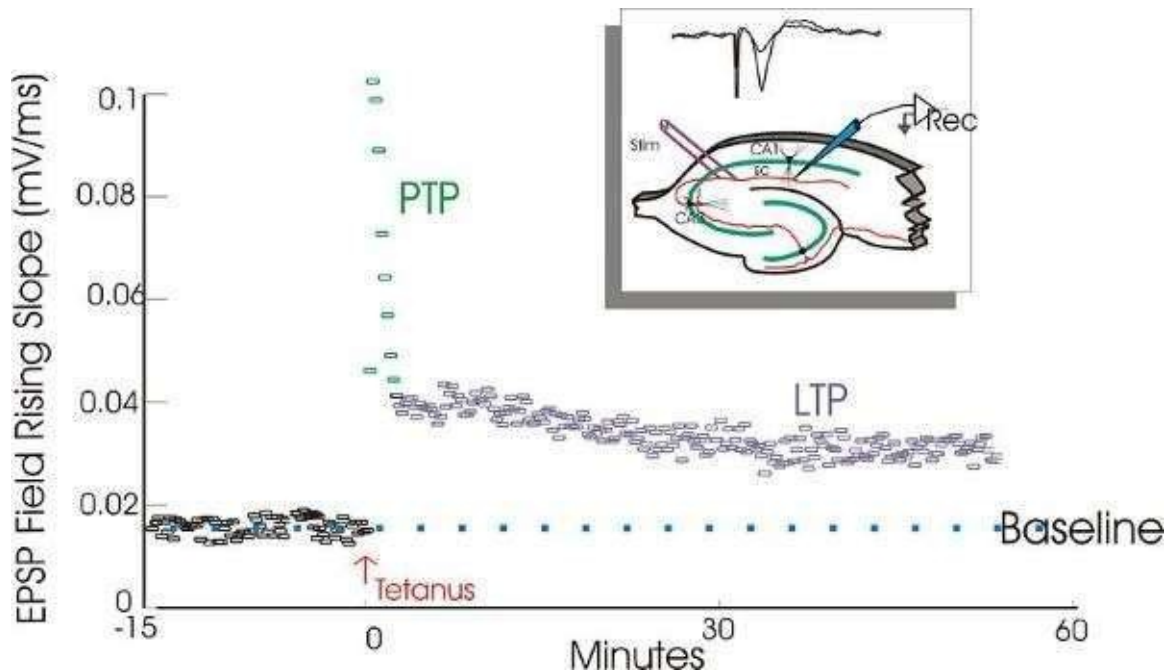 EPSP Field Rising Slope (mV/ms)
0.1
0.08
0.06
0.04
0.02
0
-15
0
30
60
Minutes
PTP
LTP
Baseline
Tetanus
Stim
Rec
CA1
CA3